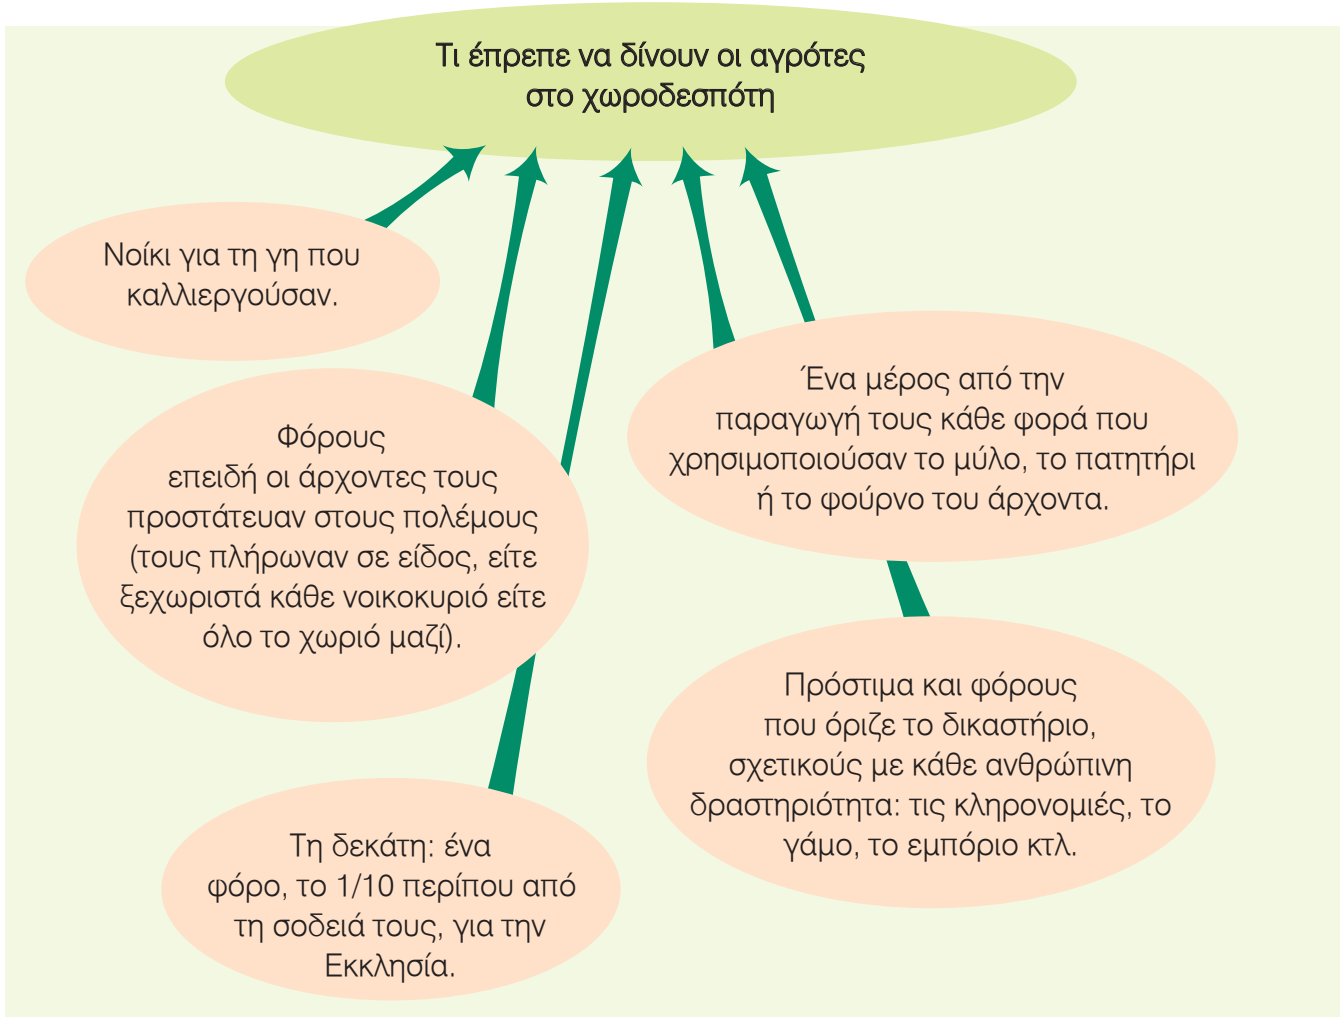 Τι έπρεπε να δίνουν οι αγρότες
στο χωροδεσπότη
Νοίκι για τη γη που
καλλιεργούσαν.
Φόρους
επειδή οι άρχοντες τους
προστάτευαν στους πολέμους
(τους πλήρωναν σε είδος, είτε
ξεχωριστά κάθε νοικοκυριό είτε
όλο το χωριό μαζί).
Τη δεκάτη: ένα
φόρο, το 1/10 περίπου από
τη σοδειά τους, για την
Εκκλησία.
Ένα μέρος από την
παραγωγή τους κάθε φορά που
χρησιμοποιούσαν το μύλο, το πατητήρι
ή το φούρνο του άρχοντα.
Πρόστιμα και φόρους
που όριζε το δικαστήριο,
σχετικούς με κάθε ανθρώπινη
δραστηριότητα: τις κληρονομιές, το
γάμο, το εμπόριο κτλ.